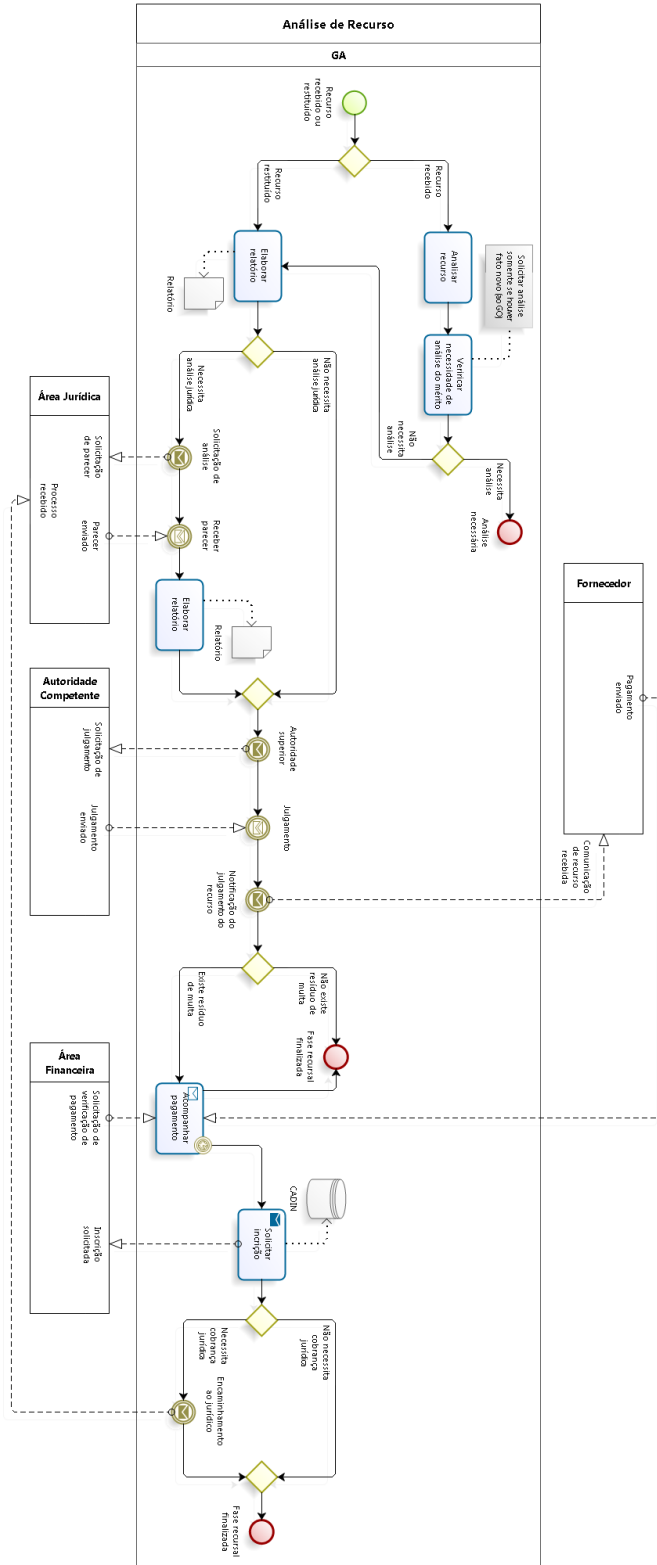 Análise de Recurso
GA
Recurso
recebido ou
restituído
Recurso
restituído
Recurso
recebido
Elaborar
relatório
Relatório
Analisar
recurso
Solicitar análise
somente se houver
fato novo (ao GO)
Veriricar
necessidade de
análise do mérito
Não
necessita
análise
Necessita
análise
Análise
necessária
Necessita
análise jurídica
Não necessita
análise jurídica
Solicitação de
análise
Receber
parecer
Elaborar
relatório
Relatório
Área Jurídica
Solicitação
de parecer
Processo
recebido
Parecer
enviado
Fornecedor
Pagamento
enviado
Comunicação
de recurso
recebida
Autoridade
Competente
Solicitação de
julgamento
Julgamento
enviado
Autoridade
superior
Julgamento
Notificação do
julgamento do
recurso
Existe resíduo
de multa
Não existe
resíduo de
multa
Fase recursal
finalizada
Acompanhar
pagamento
Área
Financeira
Solicitação de
verificação de
pagamento
Inscrição
solicitada
CADIN
Solicitar
incrição
Necessita
cobrança
jurídica
Não necessita
cobrança
jurídica
Encaminhamento
ao jurídico
Fase recursal
finalizada